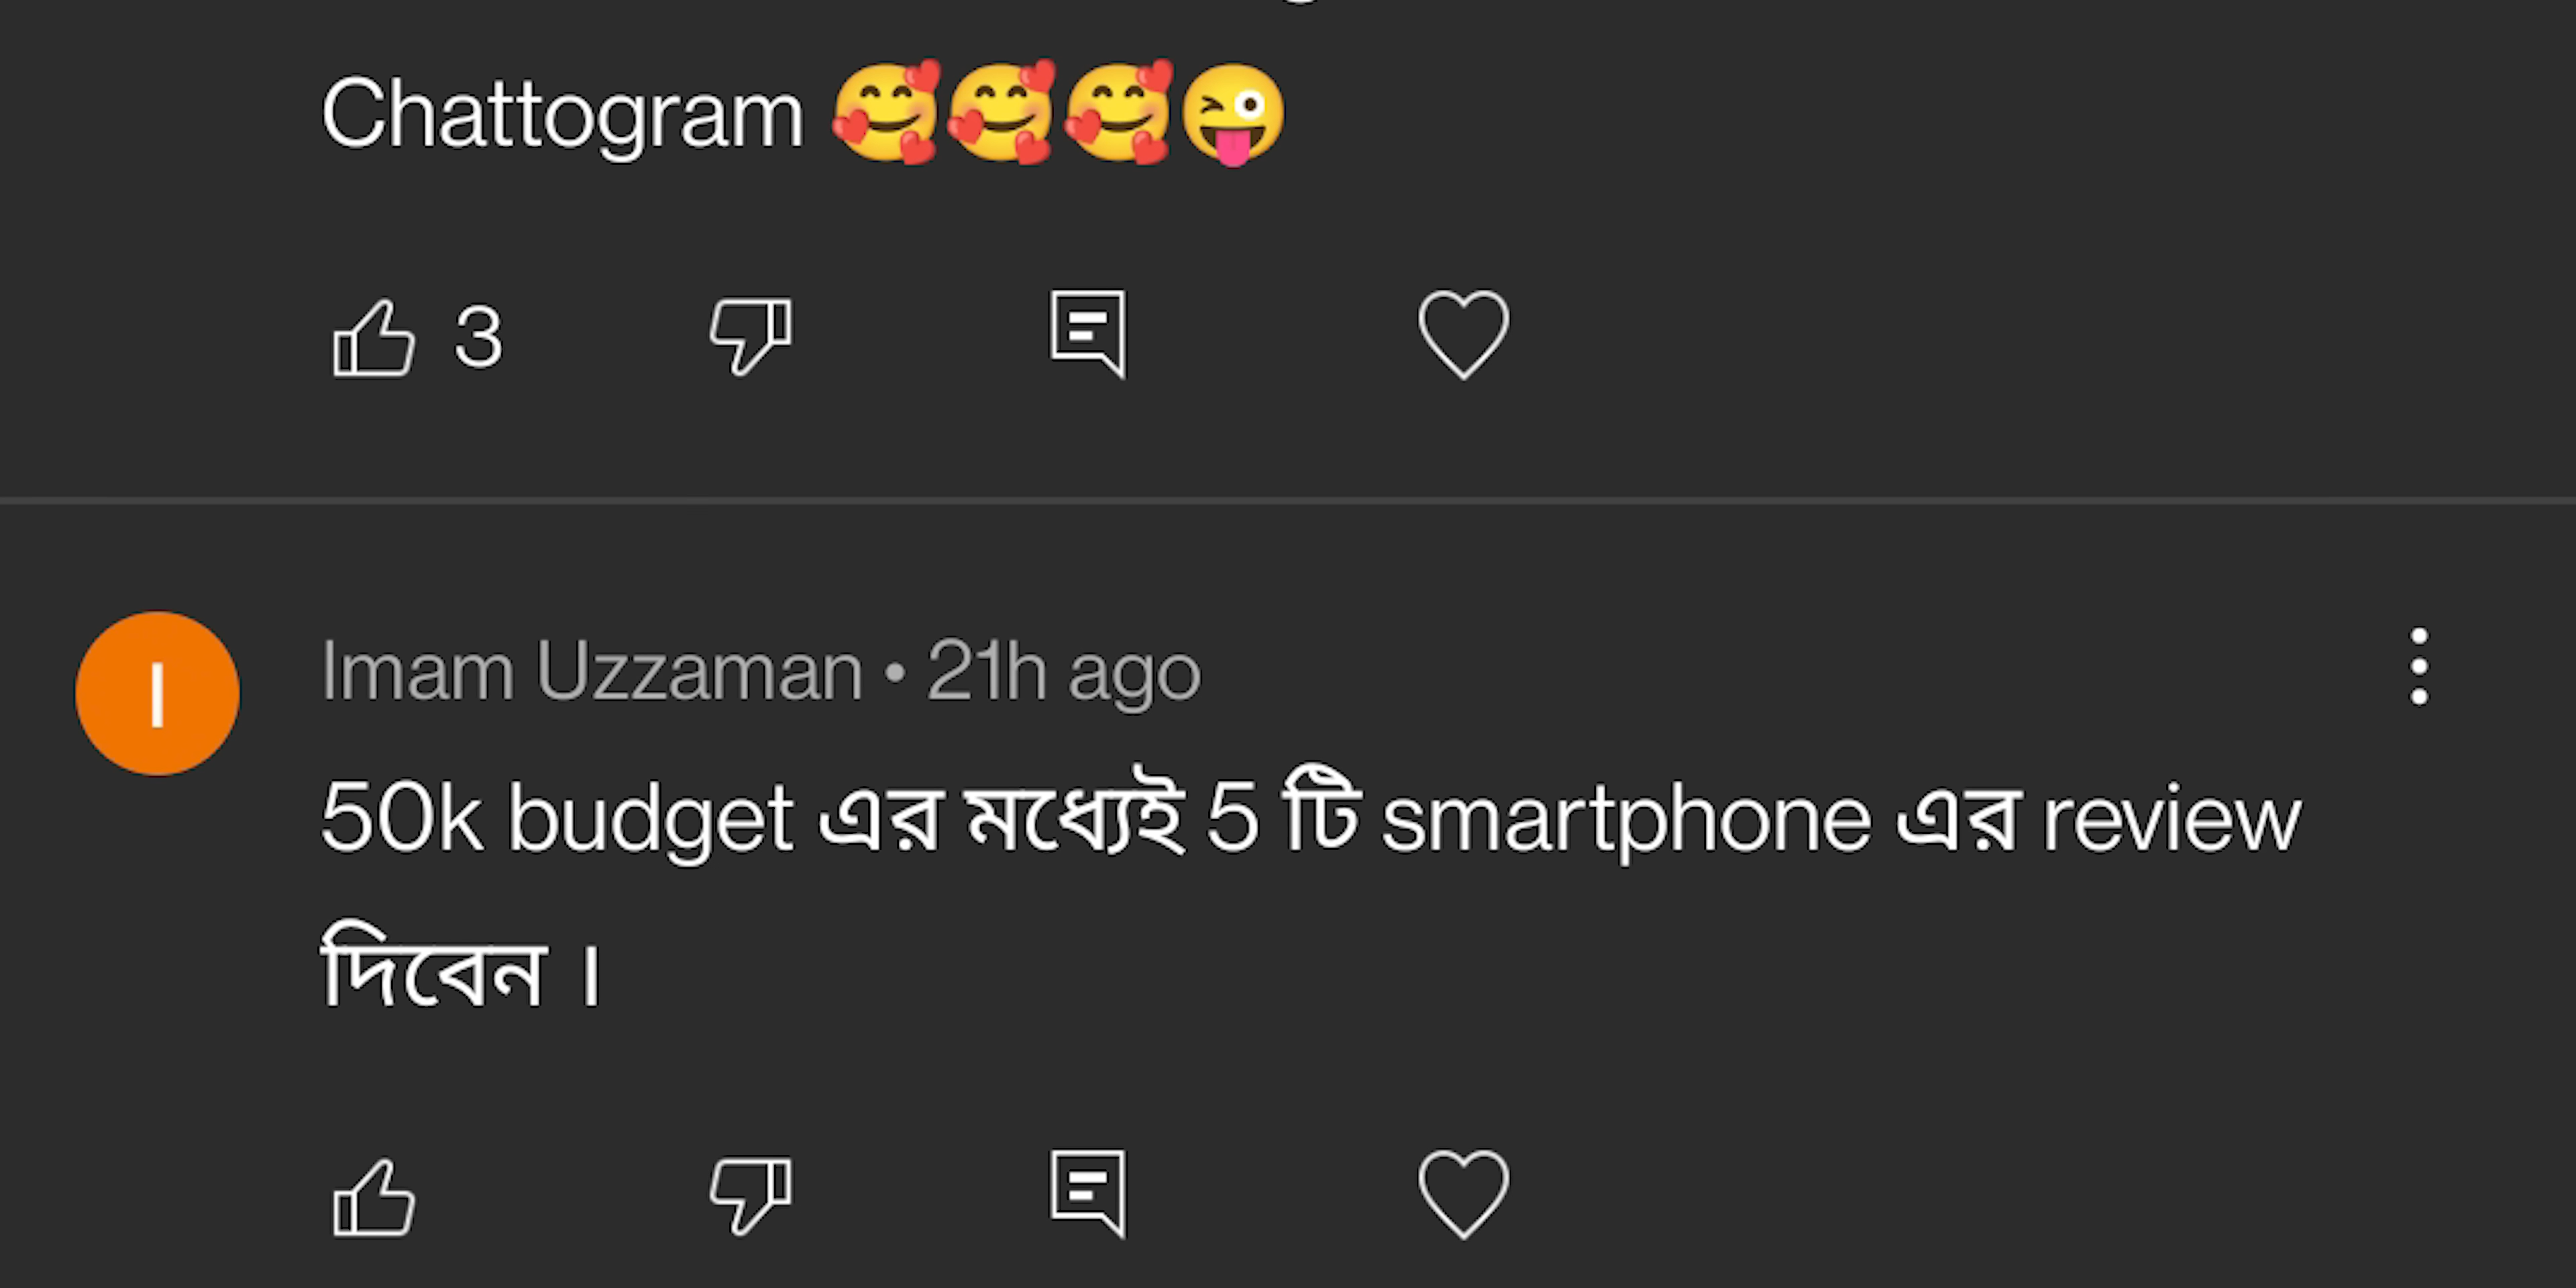 Chattogram 🥰🥰🥰😜
3
Imam Uzzaman • 21h ago
50k budget এর মধ্যেই 5 টি smartphone এর review
দিবেন ।